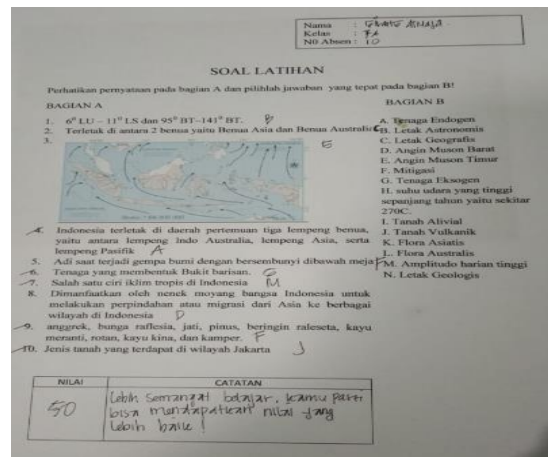 Nama :
Kelas :
N0 Absen : 10
SOAL LATIHAN
Perhatikan pernyataan pada bagian A dan pilihlah jawaban yang tepat pada bagian B!
BAGIAN A
1. 6° LU – 11° LS dan 95° BT–141° BT. B
2. Terletak di antara 2 benua yaitu Benua Asia dan Benua Australia C
3. E
4. Indonesia terletak di daerah pertemuan tiga lempeng benua,
yaitu antara lempeng Indo Australia, lempeng Asia, serta
lempeng Pasifik A
5. Adi saat terjadi gempa bumi dengan bersembunyi dibawah meja F
6. Tenaga yang membentuk Bukit barisan. G
7. Salah satu ciri iklim tropis di Indonesia M
8. Dimanfaatkan oleh nenek moyang bangsa Indonesia untuk
melakukan perpindahan atau migrasi dari Asia ke berbagai
wilayah di Indonesia D
9. anggrek, bunga raflesia, jati, pinus, beringin raleseta, kayu
meranti, rotan, kayu kina, dan kamper. F
10. Jenis tanah yang terdapat di wilayah Jakarta J
BAGIAN B
A. Tenaga Endogen
B. Letak Astronomis
C. Letak Geografis
D. Angin Muson Barat
E. Angin Muson Timur
F. Mitigasi
G. Tenaga Eksogen
H. suhu udara yang tinggi
sepanjang tahun yaitu sekitar
270C.
I. Tanah Alivial
J. Tanah Vulkanik
K. Flora Asiatis
L. Flora Australis
M. Amplitudo harian tinggi
N. Letak Geologis
NILAI
CATATAN
50
Lebih semangat belajar, kamu pasti
bisa mendapatkan nilai yang
Lebih baik!